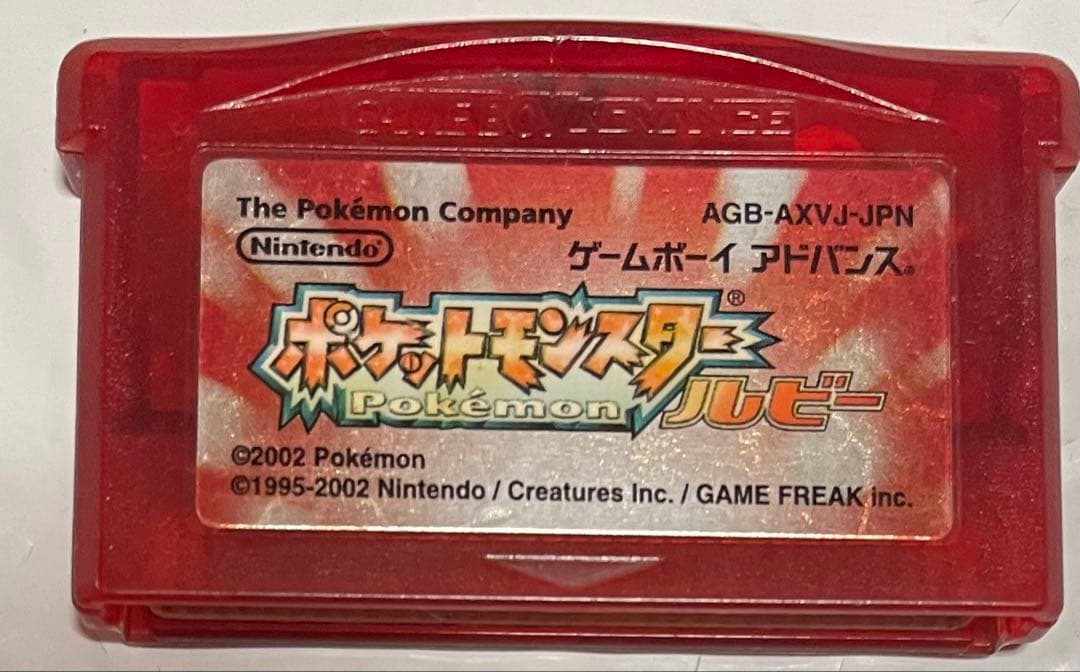 GAME BOY ADVANCE
The Pokémon Company AGB-AXVJ-JPN
Nintendo® ゲームボーイ アドバンス®
ポケットモンスター®
Pokémon ルビー
©2002 Pokémon
©1995-2002 Nintendo / Creatures Inc. / GAME FREAK inc.